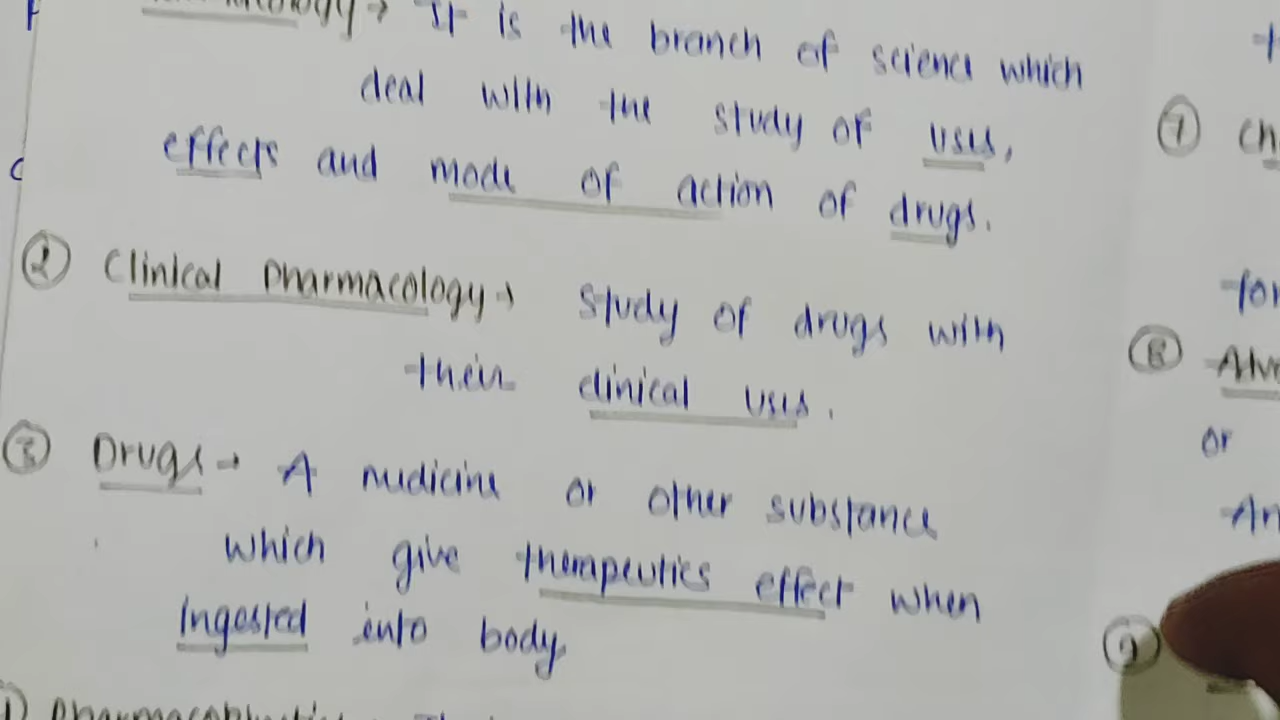 It is the branch of science which
deal with the study of uses,
effects and mode of action of drugs.
② Clinical Pharmacology → Study of drugs with
their clinical uses.
③ Drugs → A medicine or other substance
which give therapeutics effect when
Ingested into body
⑦
⑧
or
⑨